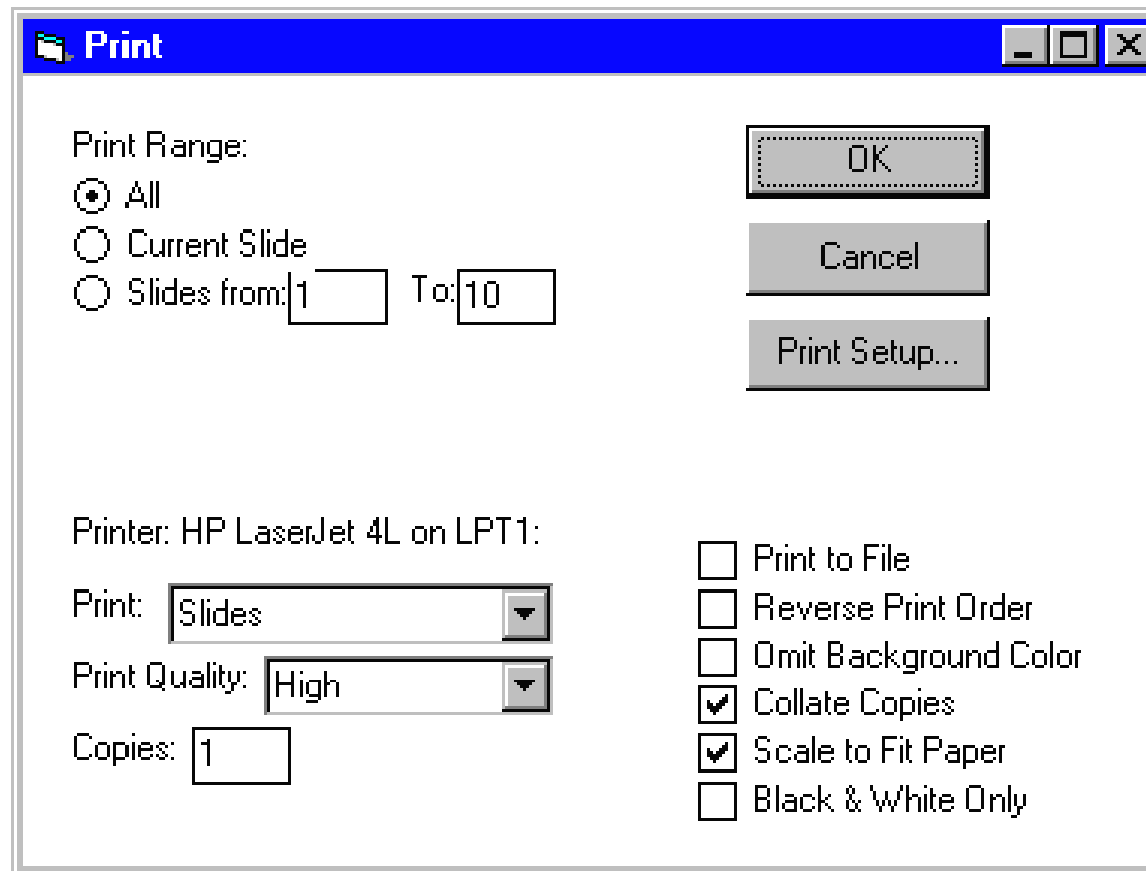 Print
Print Range:
All
Current Slide
Slides from: 1 To: 10
OK
Cancel
Print Setup...
Printer: HP LaserJet 4L on LPT1:
Print: Slides
Print Quality: High
Copies: 1
Print to File
Reverse Print Order
Omit Background Color
Collate Copies
Scale to Fit Paper
Black & White Only